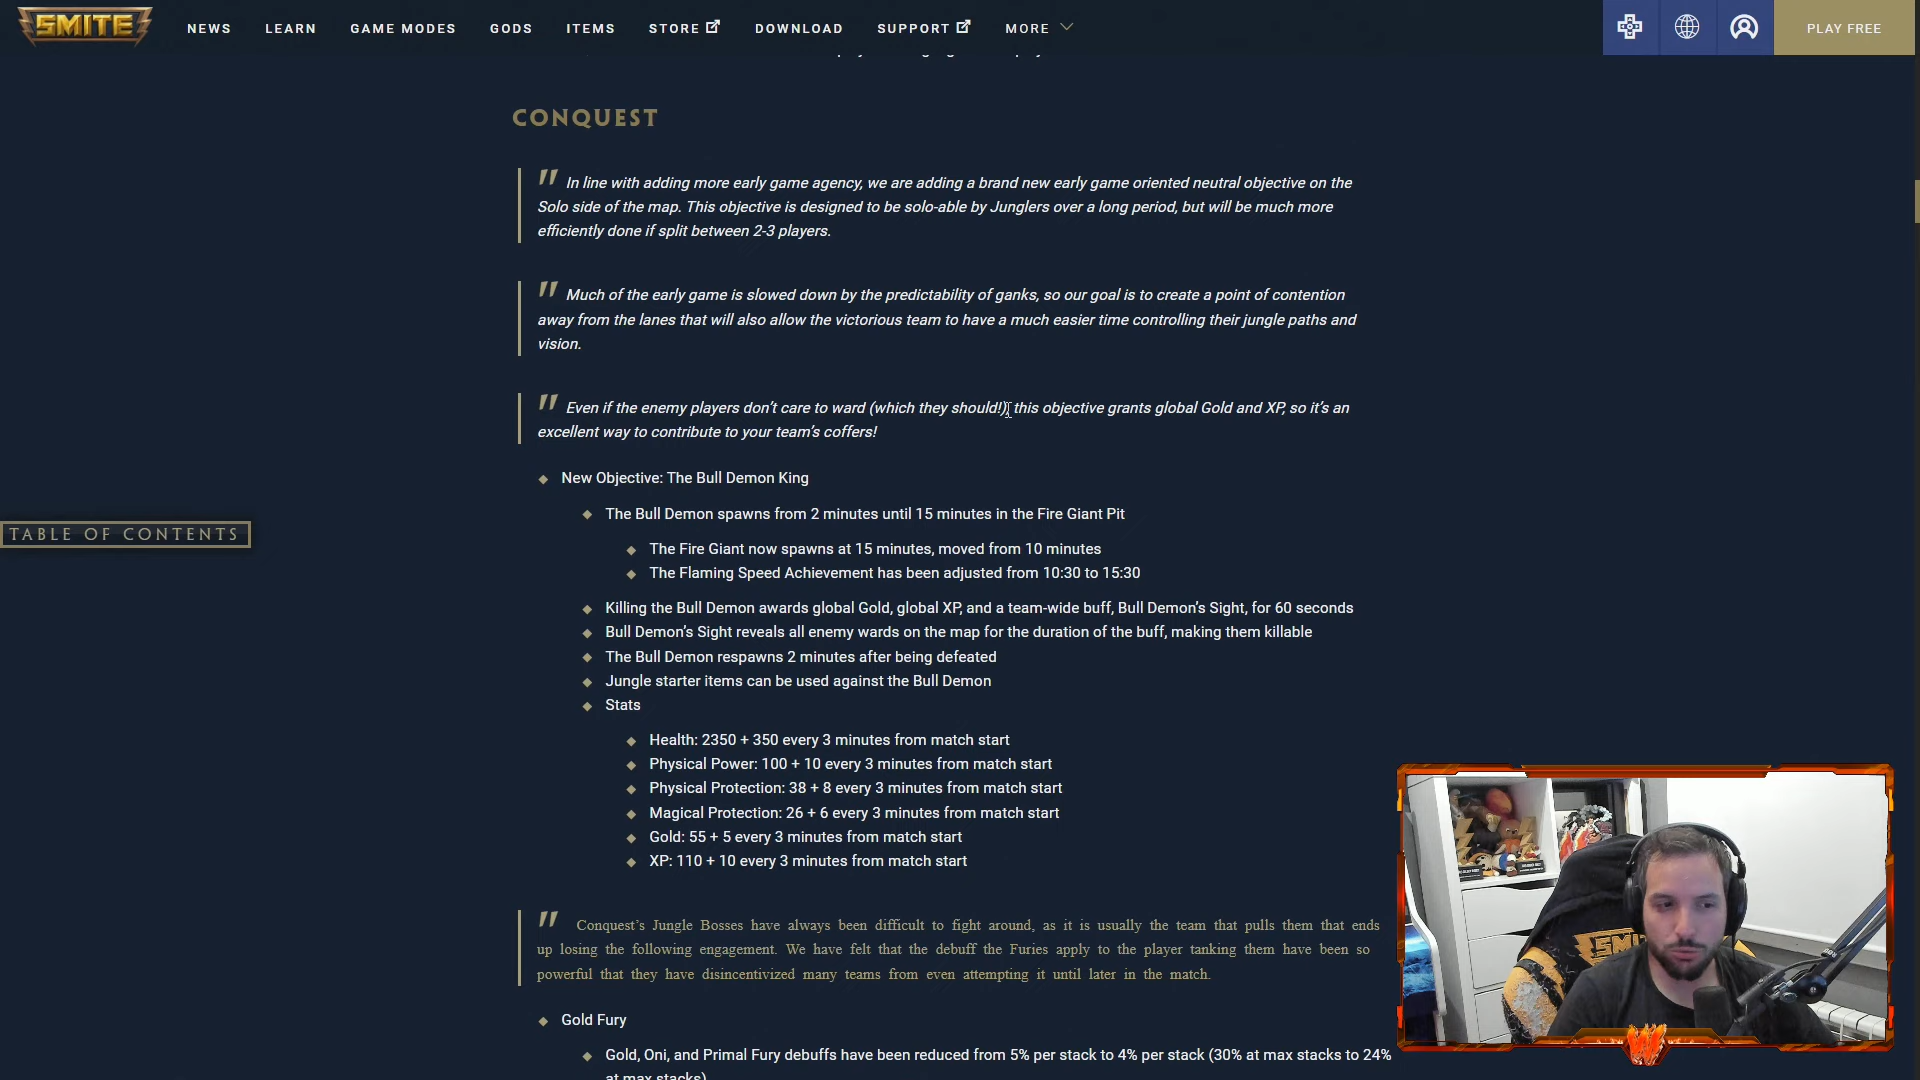 SMITE
NEWS LEARN GAME MODES GODS ITEMS STORE DOWNLOAD SUPPORT MORE PLAY FREE
CONQUEST
" In line with adding more early game agency, we are adding a brand new early game oriented neutral objective on the
Solo side of the map. This objective is designed to be solo-able by Junglers over a long period, but will be much more
efficiently done if split between 2-3 players.
" Much of the early game is slowed down by the predictability of ganks, so our goal is to create a point of contention
away from the lanes that will also allow the victorious team to have a much easier time controlling their jungle paths and
vision.
" Even if the enemy players don't care to ward (which they should!), this objective grants global Gold and XP, so it's an
excellent way to contribute to your team's coffers!
New Objective: The Bull Demon King
The Bull Demon spawns from 2 minutes until 15 minutes in the Fire Giant Pit
TABLE OF CONTENTS
The Fire Giant now spawns at 15 minutes, moved from 10 minutes
The Flaming Speed Achievement has been adjusted from 10:30 to 15:30
Killing the Bull Demon awards global Gold, global XP, and a team-wide buff, Bull Demon's Sight, for 60 seconds
Bull Demon's Sight reveals all enemy wards on the map for the duration of the buff, making them killable
The Bull Demon respawns 2 minutes after being defeated
Jungle starter items can be used against the Bull Demon
Stats
Health: 2350 + 350 every 3 minutes from match start
Physical Power: 100 + 10 every 3 minutes from match start
Physical Protection: 38 + 8 every 3 minutes from match start
Magical Protection: 26 + 6 every 3 minutes from match start
Gold: 55 + 5 every 3 minutes from match start
XP: 110 + 10 every 3 minutes from match start
" Conquest's Jungle Bosses have always been difficult to fight around, as it is usually the team that pulls them that ends
up losing the following engagement. We have felt that the debuff the Furies apply to the player tanking them have been so
powerful that they have disincentivized many teams from even attempting it until later in the match.
Gold Fury
Gold, Oni, and Primal Fury debuffs have been reduced from 5% per stack to 4% per stack (30% at max stacks to 24%
at max stacks)